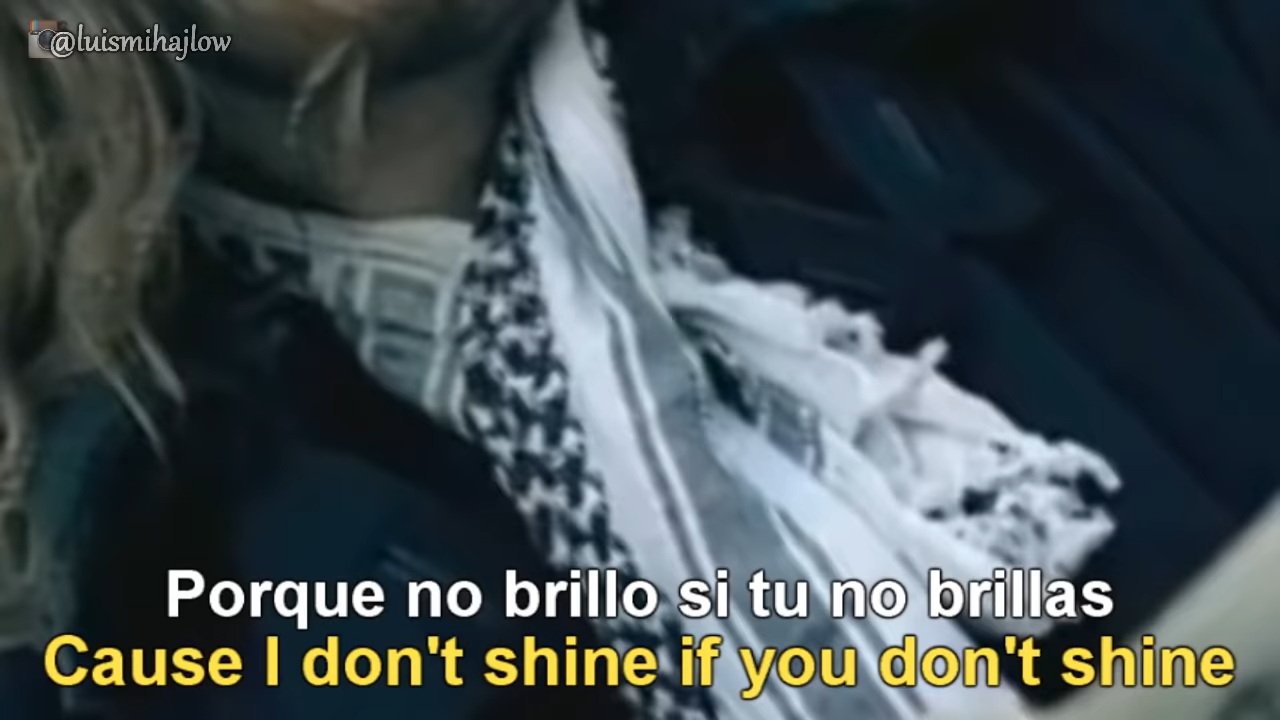 @luismihajlow
Porque no brillo si tu no brillas
Cause I don't shine if you don't shine